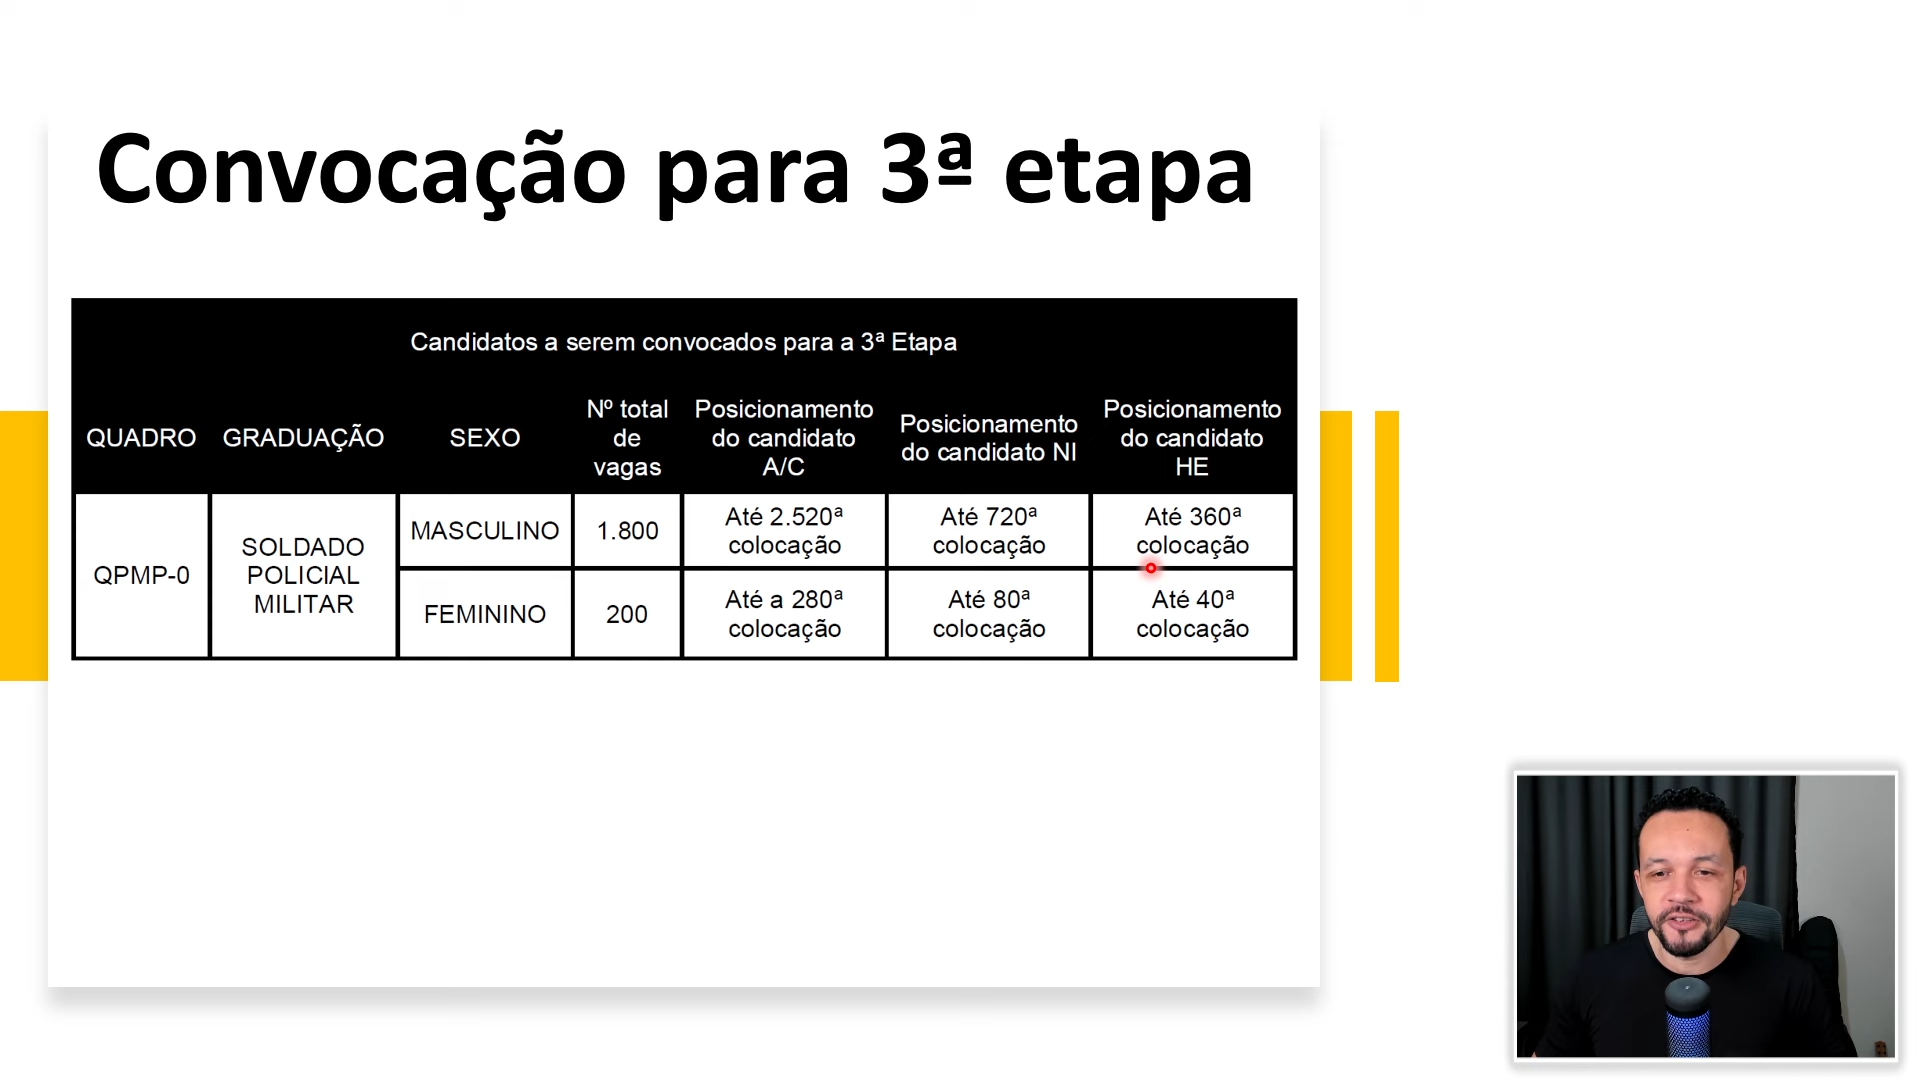 Convocação para 3ª etapa
Candidatos a serem convocados para a 3ª Etapa
QUADRO
GRADUAÇÃO
SEXO
Nº total
de
vagas
Posicionamento
do candidato
A/C
Posicionamento
do candidato NI
Posicionamento
do candidato
HE
QPMP-0
SOLDADO
POLICIAL
MILITAR
MASCULINO
1.800
Até 2.520ª
colocação
Até 720ª
colocação
Até 360ª
colocação
FEMININO
200
Até a 280ª
colocação
Até 80ª
colocação
Até 40ª
colocação